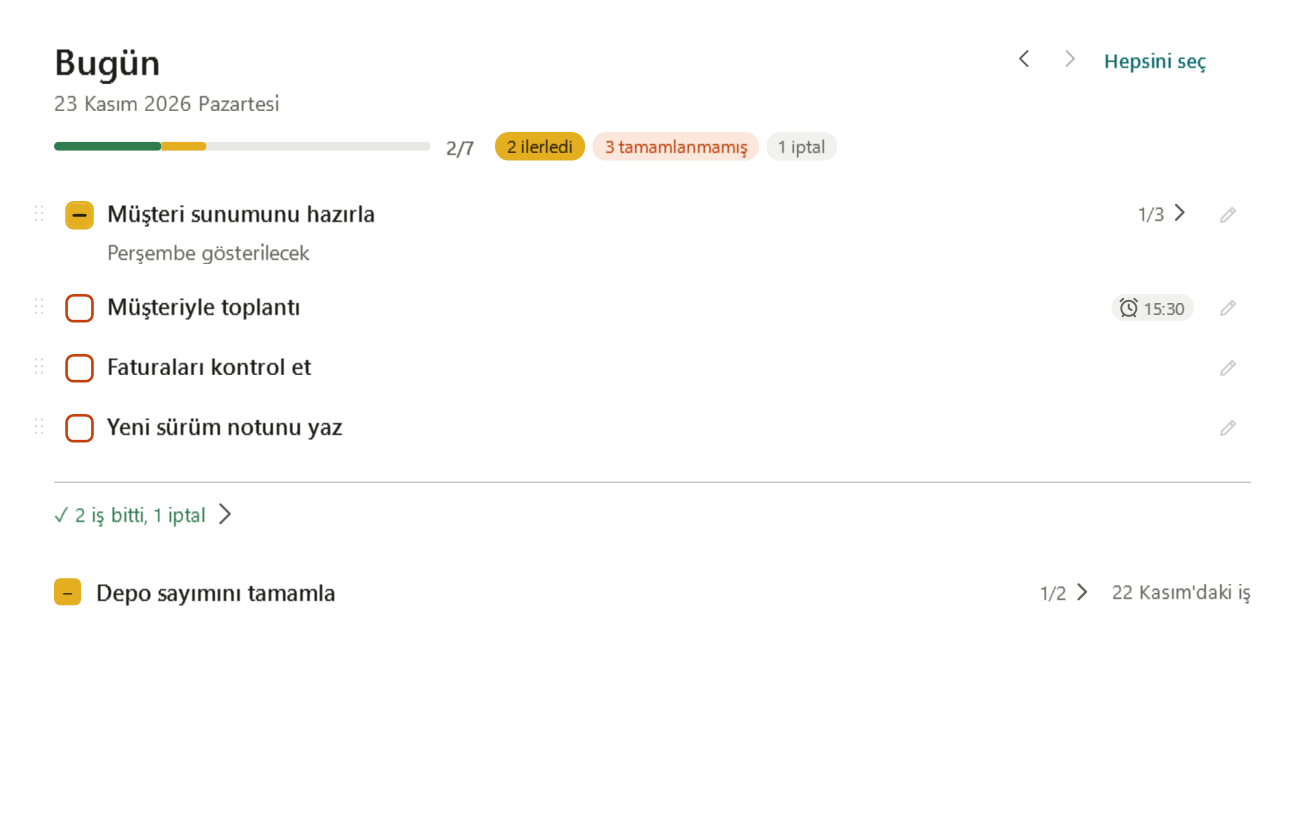 Bugün
Hepsini seç
23 Kasım 2026 Pazartesi
2/7 2 ilerledi 3 tamamlanmamış 1 iptal
Müşteri sunumunu hazırla 1/3
Perşembe gösterilecek
Müşteriyle toplantı 15:30
Faturaları kontrol et
Yeni sürüm notunu yaz
✓ 2 iş bitti, 1 iptal
Depo sayımını tamamla 1/2 22 Kasım'daki iş